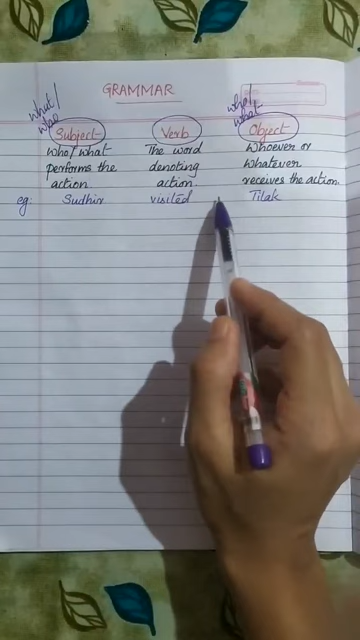 GRAMMAR
what/ who/
who what
Subject Verb Object
who/what The word Whoever or
performs the denoting whatever
action action. receives the action.
eg: Sudhir visited Tilak